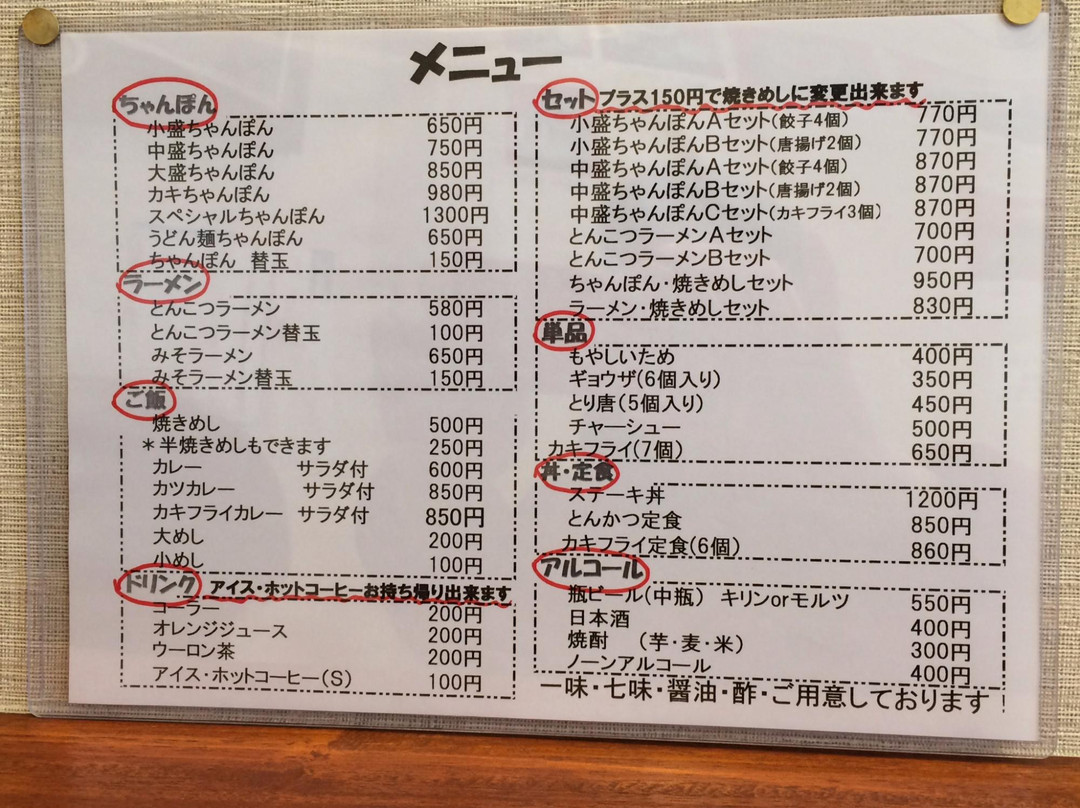 メニュー
ちゃんぽん
小盛ちゃんぽん 650円
中盛ちゃんぽん 750円
大盛ちゃんぽん 850円
カキちゃんぽん 980円
スペシャルちゃんぽん 1300円
うどん麺ちゃんぽん 650円
ちゃんぽん 替玉 150円
ラーメン
とんこつラーメン 580円
とんこつラーメン替玉 100円
みそラーメン 650円
みそラーメン替玉 150円
ご飯
焼きめし 500円
＊半焼きめしもできます 250円
カレー サラダ付 600円
カツカレー サラダ付 850円
カキフライカレー サラダ付 850円
大めし 200円
小めし 100円
ドリンク アイス・ホットコーヒーお持ち帰り出来ます
コーラー 200円
オレンジジュース 200円
ウーロン茶 200円
アイス・ホットコーヒー(S) 100円
セット プラス150円で焼きめしに変更出来ます
小盛ちゃんぽんAセット(餃子4個) 770円
小盛ちゃんぽんBセット(唐揚げ2個) 770円
中盛ちゃんぽんAセット(餃子4個) 870円
中盛ちゃんぽんBセット(唐揚げ2個) 870円
中盛ちゃんぽんCセット(カキフライ3個) 870円
とんこつラーメンAセット 700円
とんこつラーメンBセット 700円
ちゃんぽん・焼きめしセット 950円
ラーメン・焼きめしセット 830円
単品
もやしいため 400円
ギョウザ(6個入り) 350円
とり唐(5個入り) 450円
チャーシュー 500円
カキフライ(7個) 650円
丼・定食
ステーキ丼 1200円
とんかつ定食 850円
カキフライ定食(6個) 860円
アルコール
瓶ビール(中瓶) キリンorモルツ 550円
日本酒 400円
焼酎 (芋・麦・米) 300円
ノーンアルコール 400円
一味・七味・醤油・酢・ご用意しております